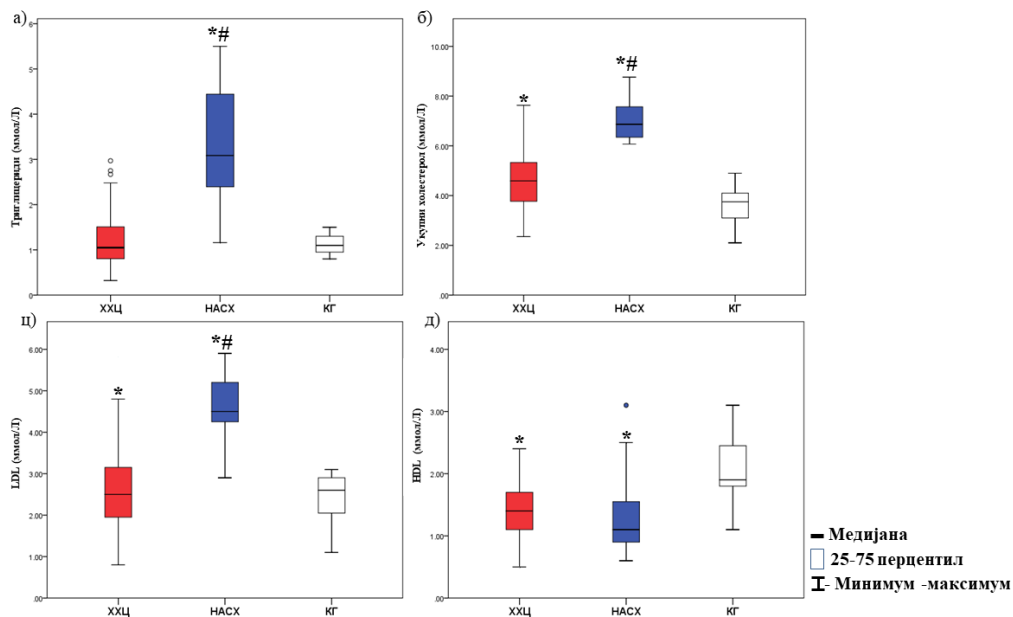 а)
Триглицериди (ммол/Л)
6
5
4
3
2
1
0
*#
ХХЦ
НАСХ
КГ
б)
Укупни холестерол (ммол/Л)
10.00
8.00
6.00
4.00
2.00
.00
*
*#
ХХЦ
НАСХ
КГ
ц)
LDL (ммол/Л)
6.00
5.00
4.00
3.00
2.00
1.00
.00
*
*#
ХХЦ
НАСХ
КГ
д)
HDL (ммол/Л)
4.00
3.00
2.00
1.00
.00
*
*
ХХЦ
НАСХ
КГ
Медијана
25-75 перцентил
- Минимум -максимум